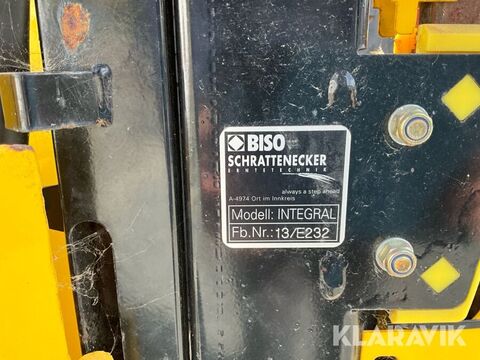 BISO
SCHRATTENECKER
ERNTETECHNIK
always a step ahead
A-4974 Ort im Innkreis
Modell: INTEGRAL
Fb.Nr.: 13/E232
KLARAVIK